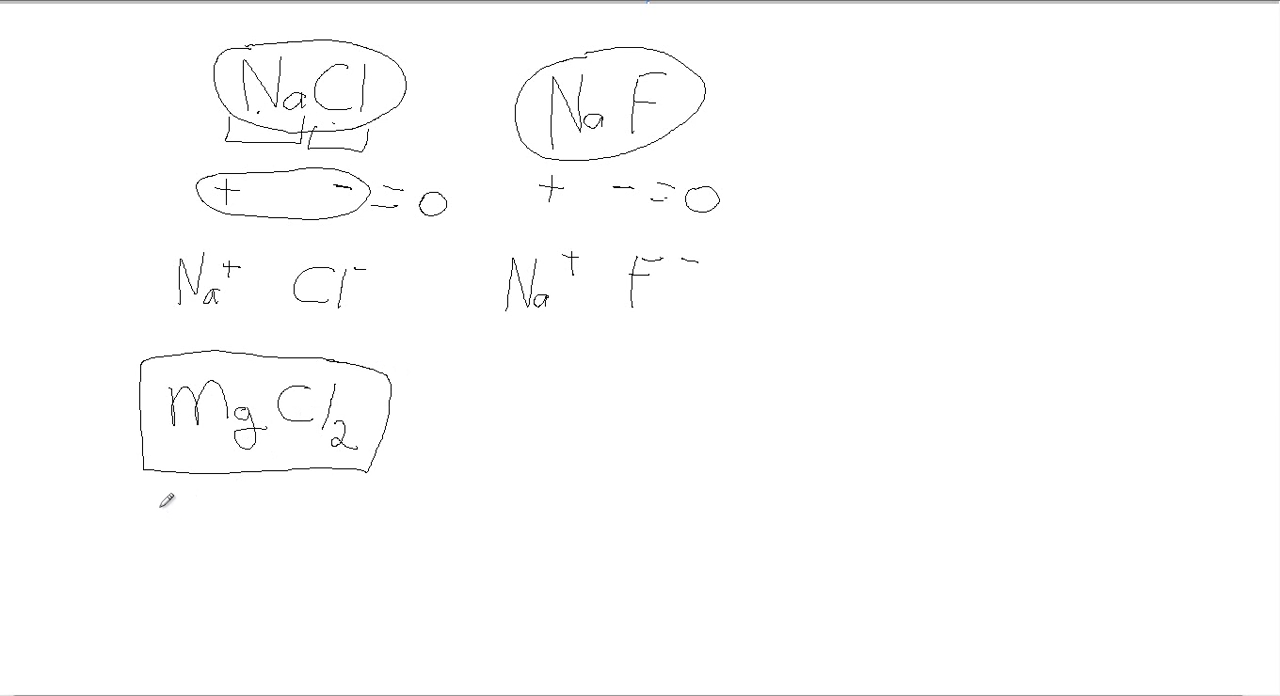 NaCl NaF
+ - = 0 + - = 0
Na⁺ Cl⁻ Na⁺ F⁻
MgCl₂